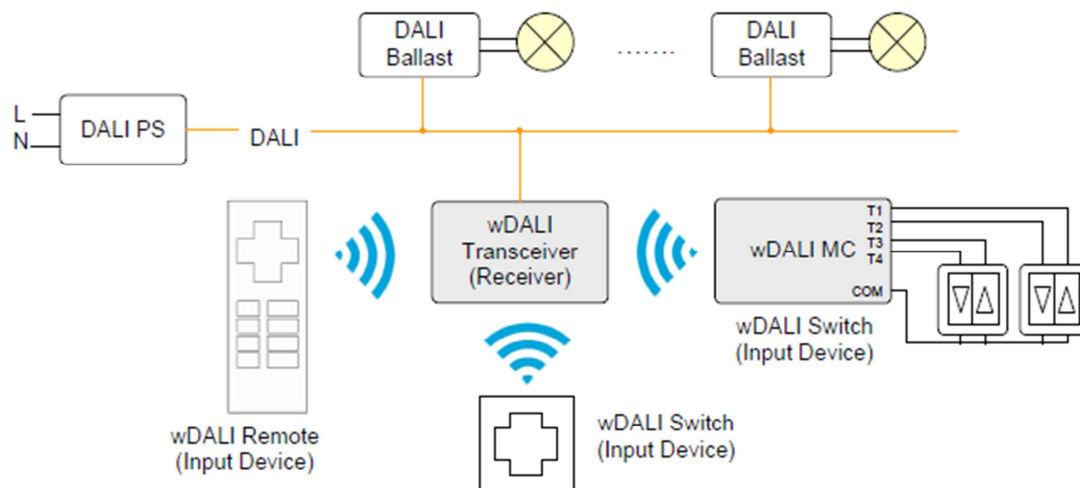 DALI
Ballast
.......
DALI
Ballast
L
N
DALI PS
DALI
wDALI
Transceiver
(Receiver)
wDALI MC
T1
T2
T3
T4
COM
wDALI Switch
(Input Device)
wDALI Remote
(Input Device)
wDALI Switch
(Input Device)